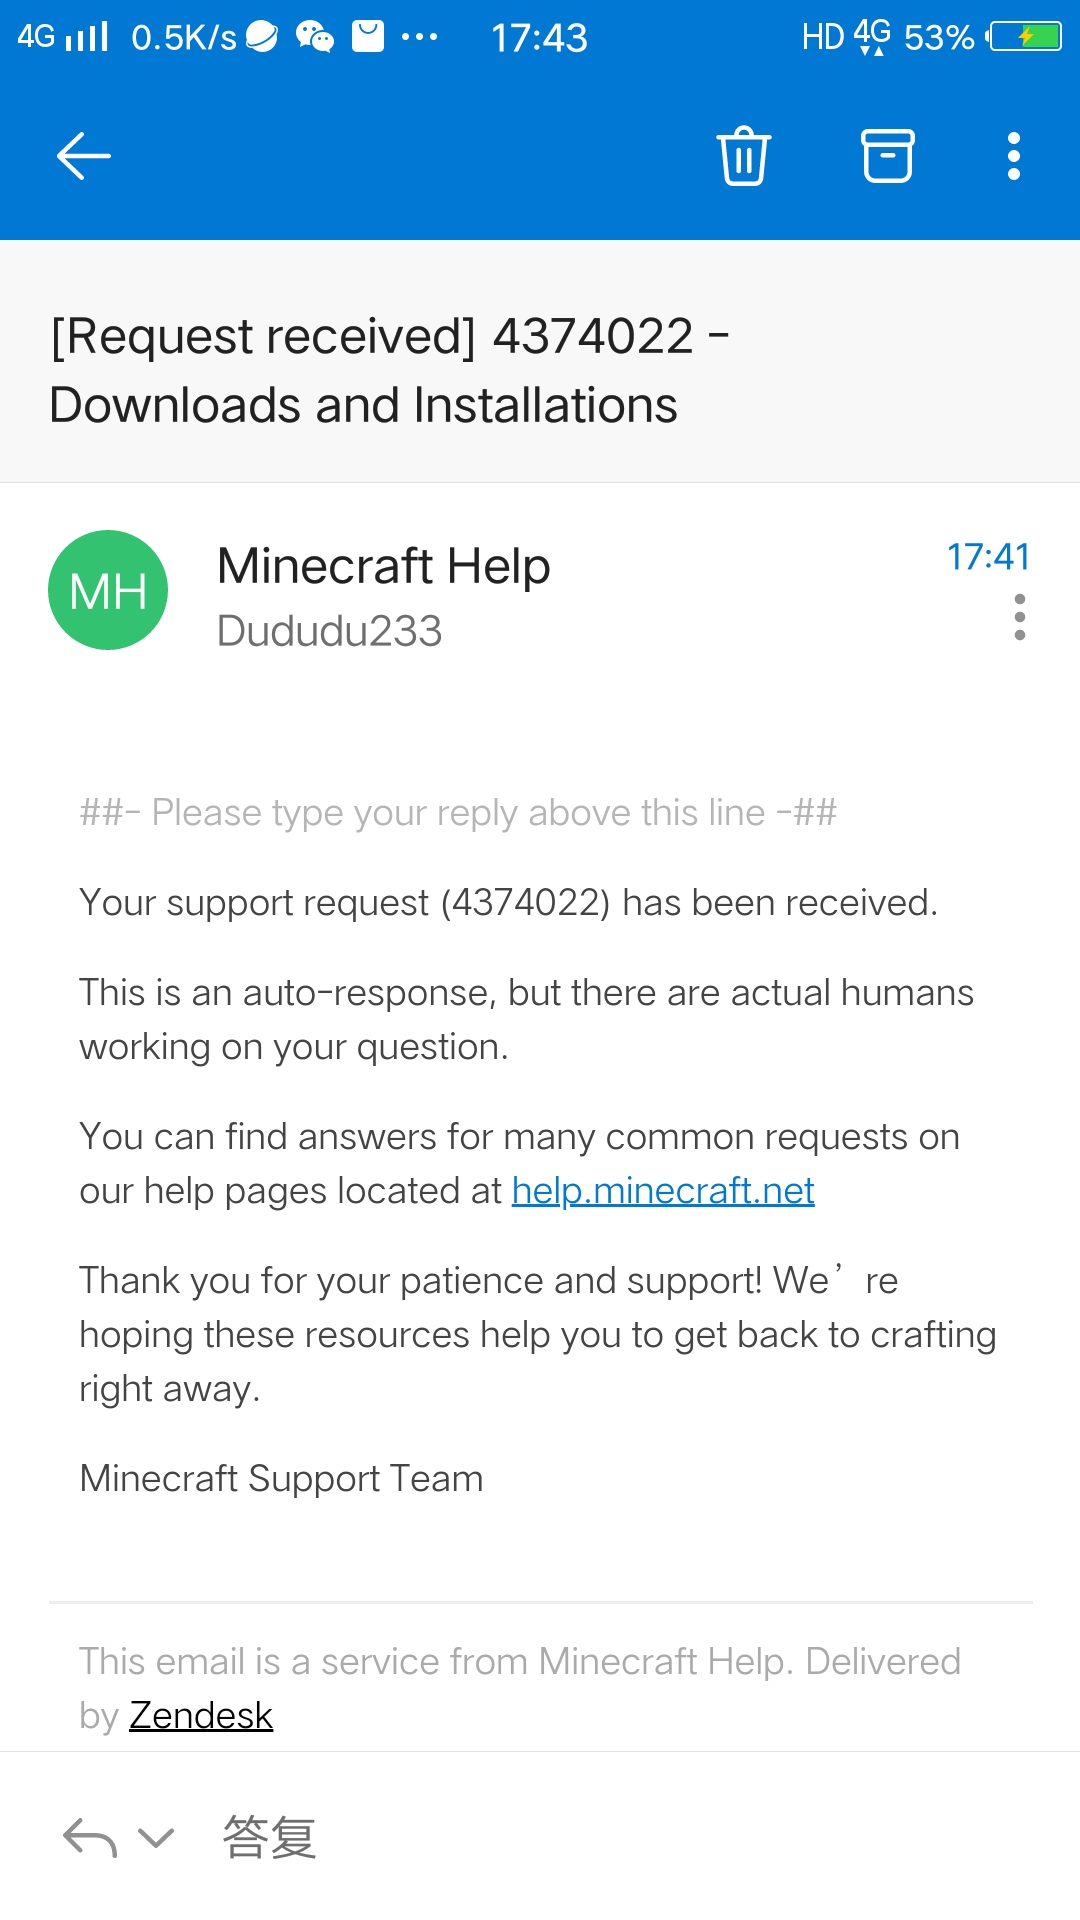 4G 0.5K/s ... 17:43 HD 4G 53%
[Request received] 4374022 -
Downloads and Installations
MH Minecraft Help 17:41
Dududu233
##- Please type your reply above this line -##
Your support request (4374022) has been received.
This is an auto-response, but there are actual humans
working on your question.
You can find answers for many common requests on
our help pages located at help.minecraft.net
Thank you for your patience and support! We’re
hoping these resources help you to get back to crafting
right away.
Minecraft Support Team
This email is a service from Minecraft Help. Delivered
by Zendesk
答复